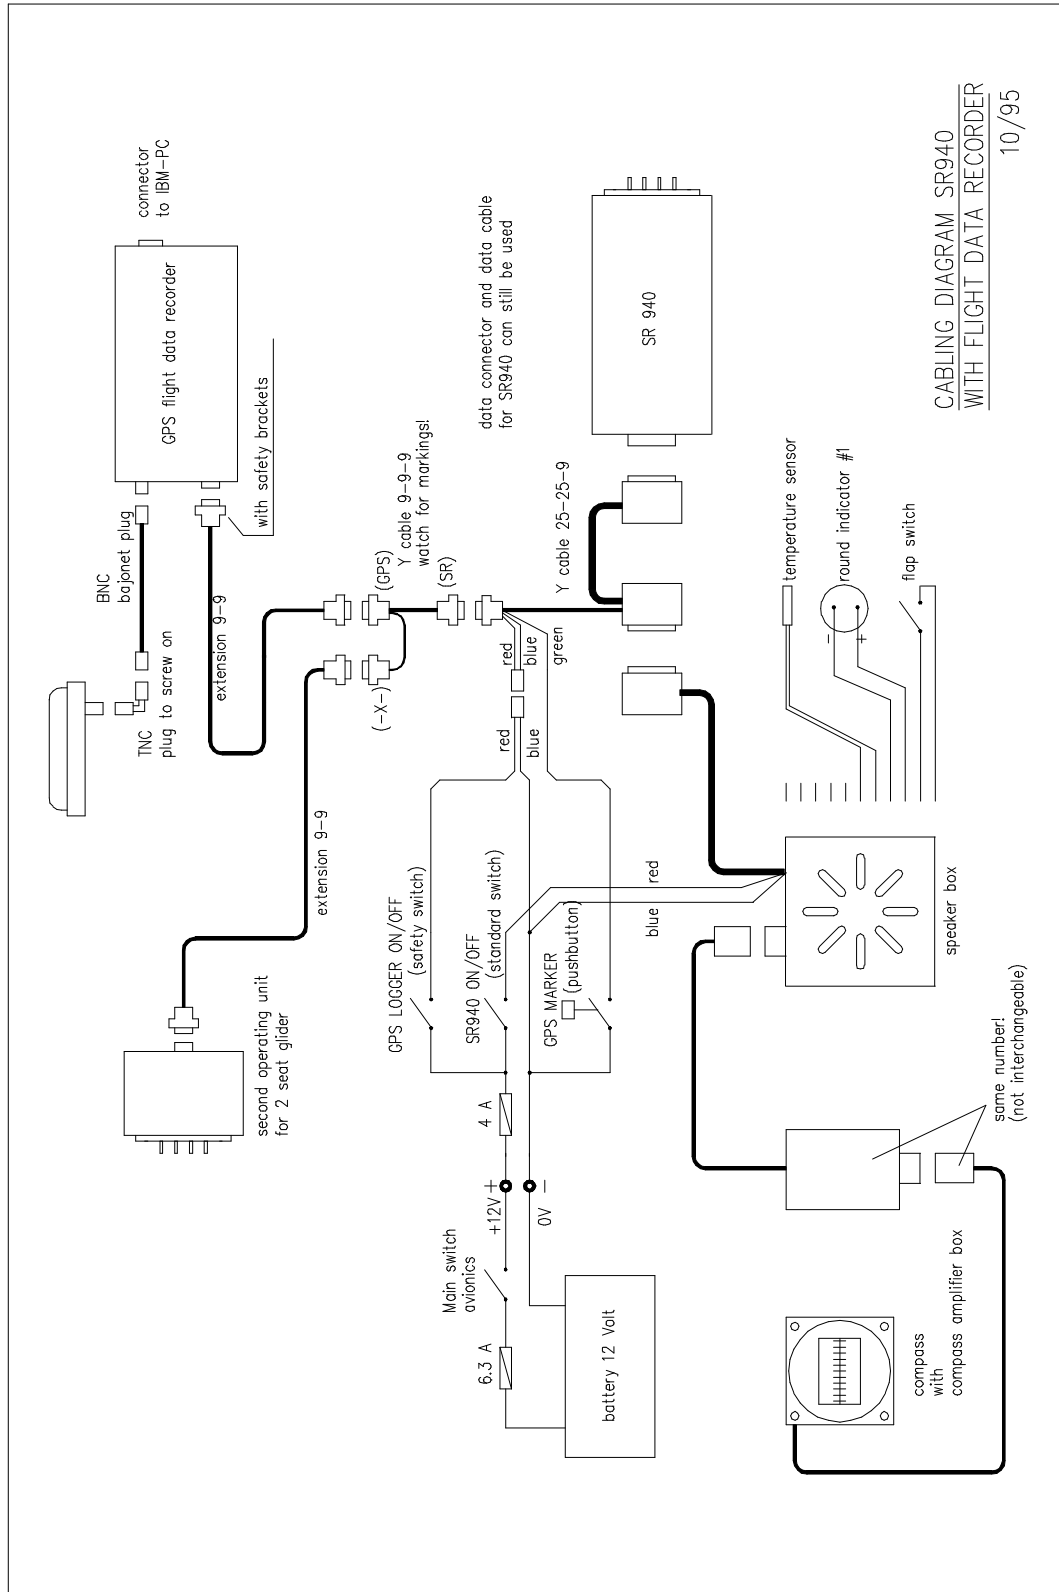 CABLING DIAGRAM SR940
WITH FLIGHT DATA RECORDER
10/95
connector
to IBM-PC
GPS flight data recorder
with safety brackets
BNC
bajonet plug
TNC
plug to screw on
extension 9-9
extension 9-9
second operating unit
for 2 seat glider
(GPS)
Y cable 9-9-9
watch for markings!
(SR)
(-X-)
data connector and data cable
for SR940 can still be used
SR 940
Y cable 25-25-9
red
blue
green
red
blue
GPS LOGGER ON/OFF
(safety switch)
SR940 ON/OFF
(standard switch)
GPS MARKER
(pushbutton)
red
blue
4 A
+12V
+
0V
-
Main switch
avionics
6.3 A
battery 12 Volt
temperature sensor
round indicator #1
-
+
flap switch
speaker box
same number!
(not interchangeable)
compass
with
compass amplifier box